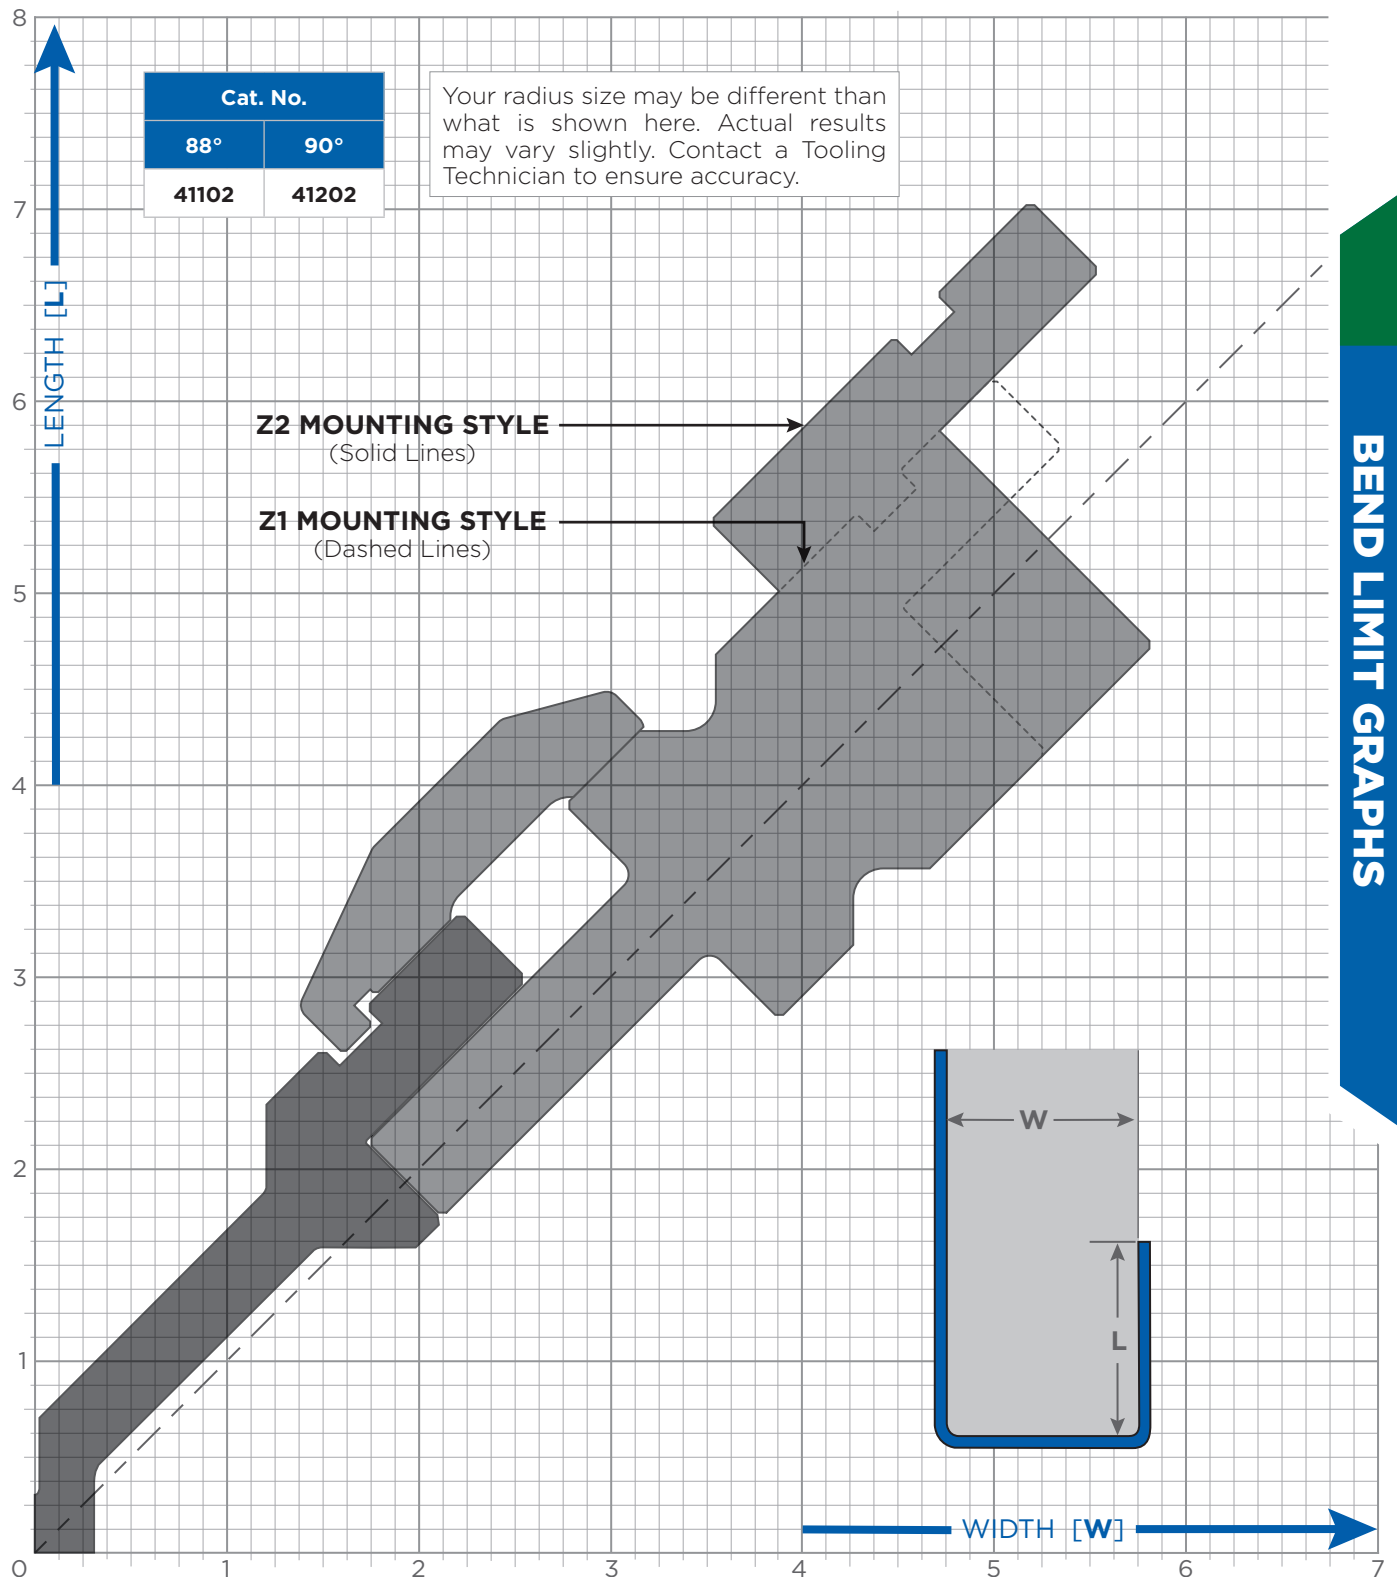 8
Cat. No.
88° 90°
41102 41202
Your radius size may be different than
what is shown here. Actual results
may vary slightly. Contact a Tooling
Technician to ensure accuracy.
7
LENGTH [L]
6
Z2 MOUNTING STYLE
(Solid Lines)
Z1 MOUNTING STYLE
(Dashed Lines)
BEND LIMIT GRAPHS
5
4
3
W
2
L
1
WIDTH [W]
0 1 2 3 4 5 6 7